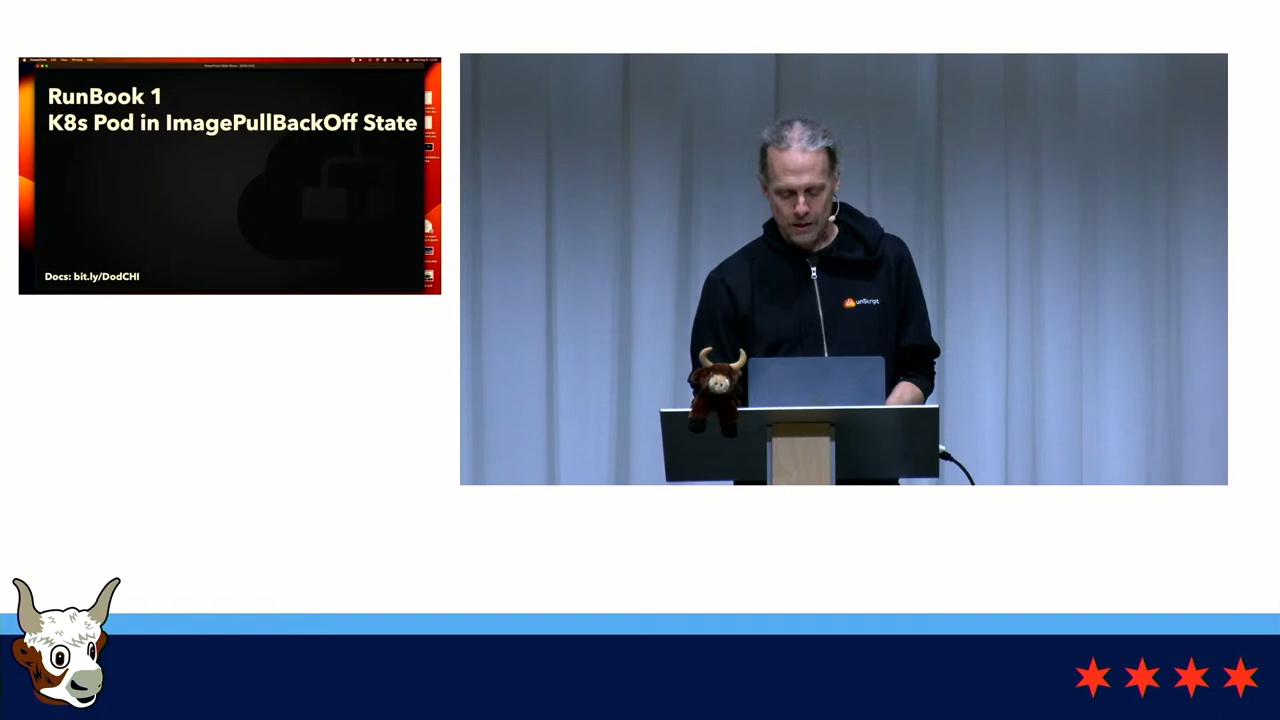 RunBook 1
K8s Pod in ImagePullBackOff State
Docs: bit.ly/DodCHI
unSkript